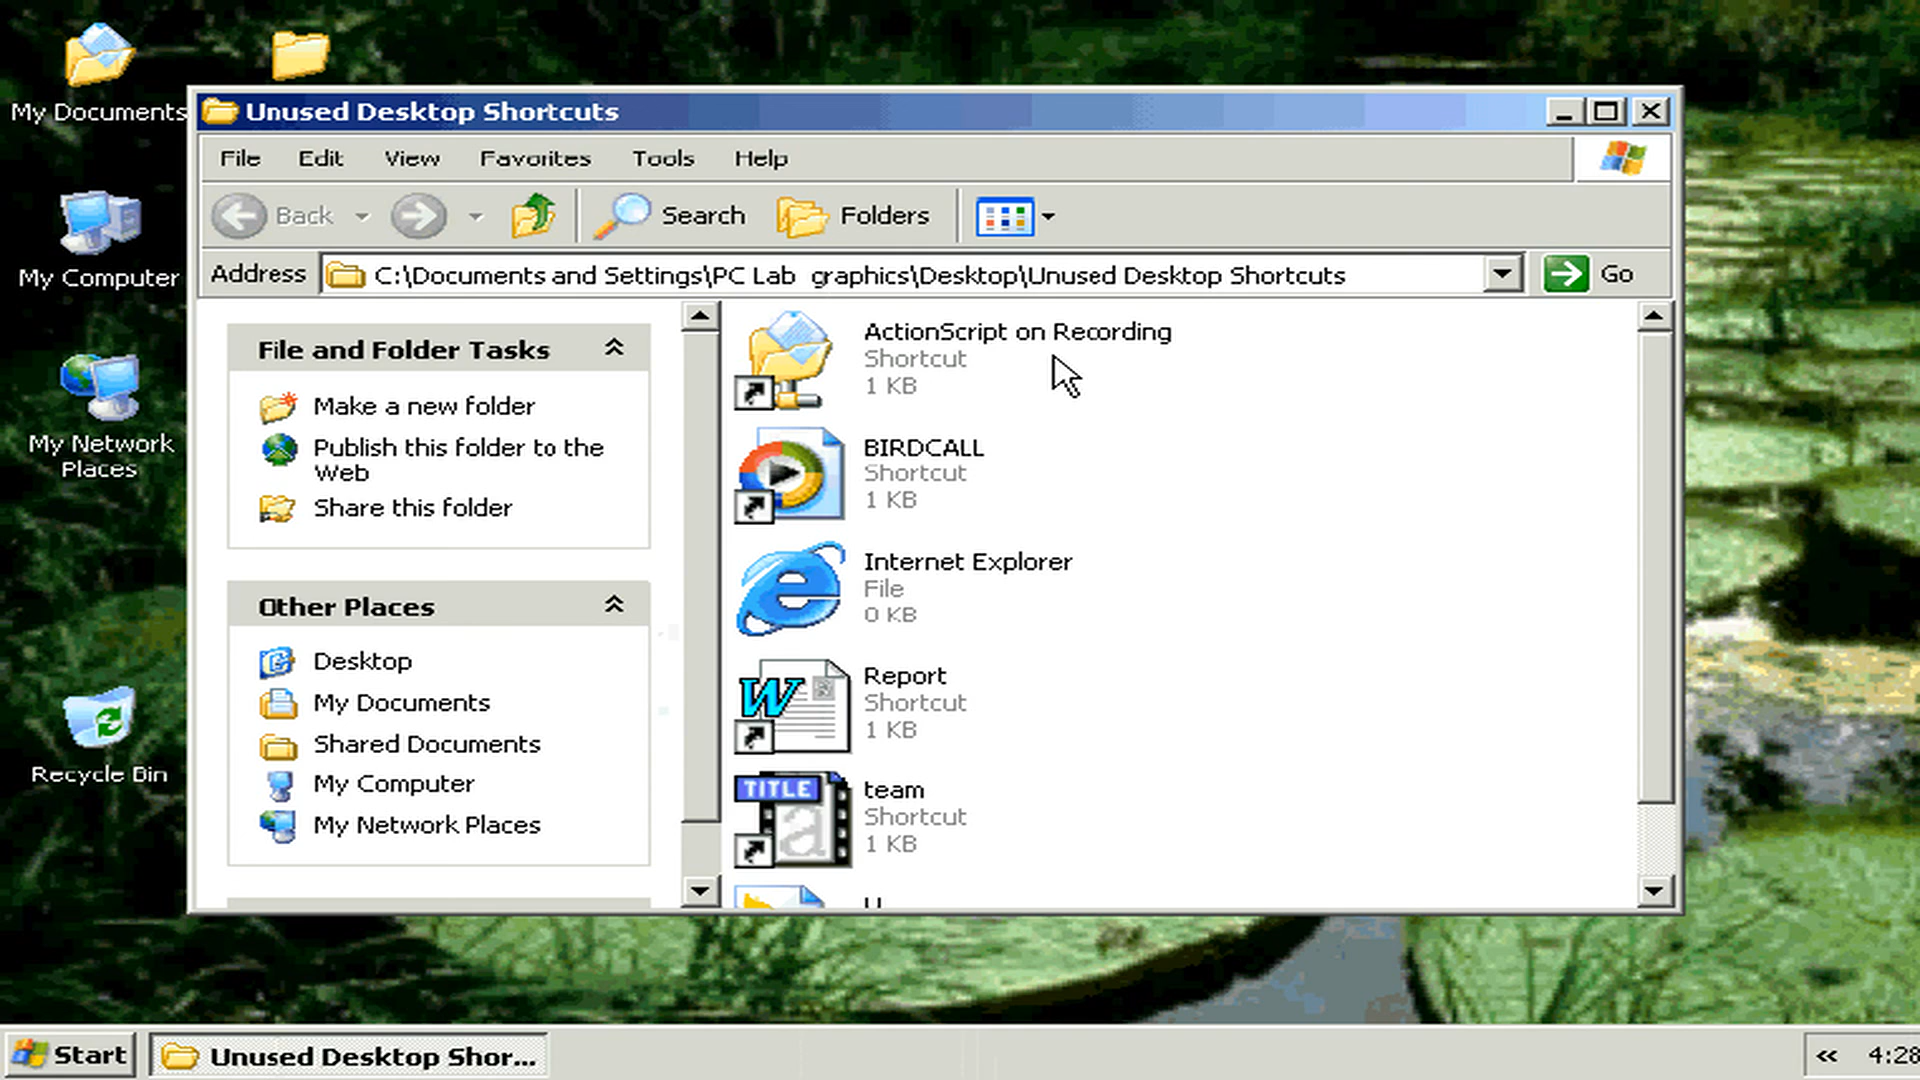 My Documents
My Computer
My Network
Places
Recycle Bin
Unused Desktop Shortcuts
File Edit View Favorites Tools Help
Back Search Folders
Address C:\Documents and Settings\PC Lab graphics\Desktop\Unused Desktop Shortcuts Go
File and Folder Tasks
Make a new folder
Publish this folder to the
Web
Share this folder
Other Places
Desktop
My Documents
Shared Documents
My Computer
My Network Places
ActionScript on Recording
Shortcut
1 KB
BIRDCALL
Shortcut
1 KB
Internet Explorer
File
0 KB
W
Report
Shortcut
1 KB
TITLE
a
team
Shortcut
1 KB
Start Unused Desktop Shor... « 4:28